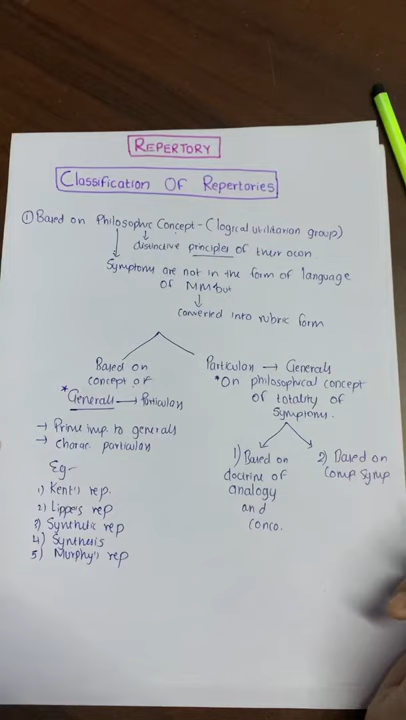 REPERTORY
Classification Of Repertories
① Based on Philosophic Concept - (logical utilitarian group)
distinctive principles of their own
Symptoms are not in the form of language
of MM but
converted into rubric form
Based on
concept of
*Generals → Particulars
→ Prime imp. to generals
→ charac. particulars
Eg-
1) Kent's rep.
2) Lippe's rep
3) Synthetic rep
4) Synthesis
5) Murphy's rep
Particulars → Generals
*On philosophical concept
of totality of
Symptoms.
1) Based on
doctrine of
analogy
and
conco.
2) Based on
Comp Symp